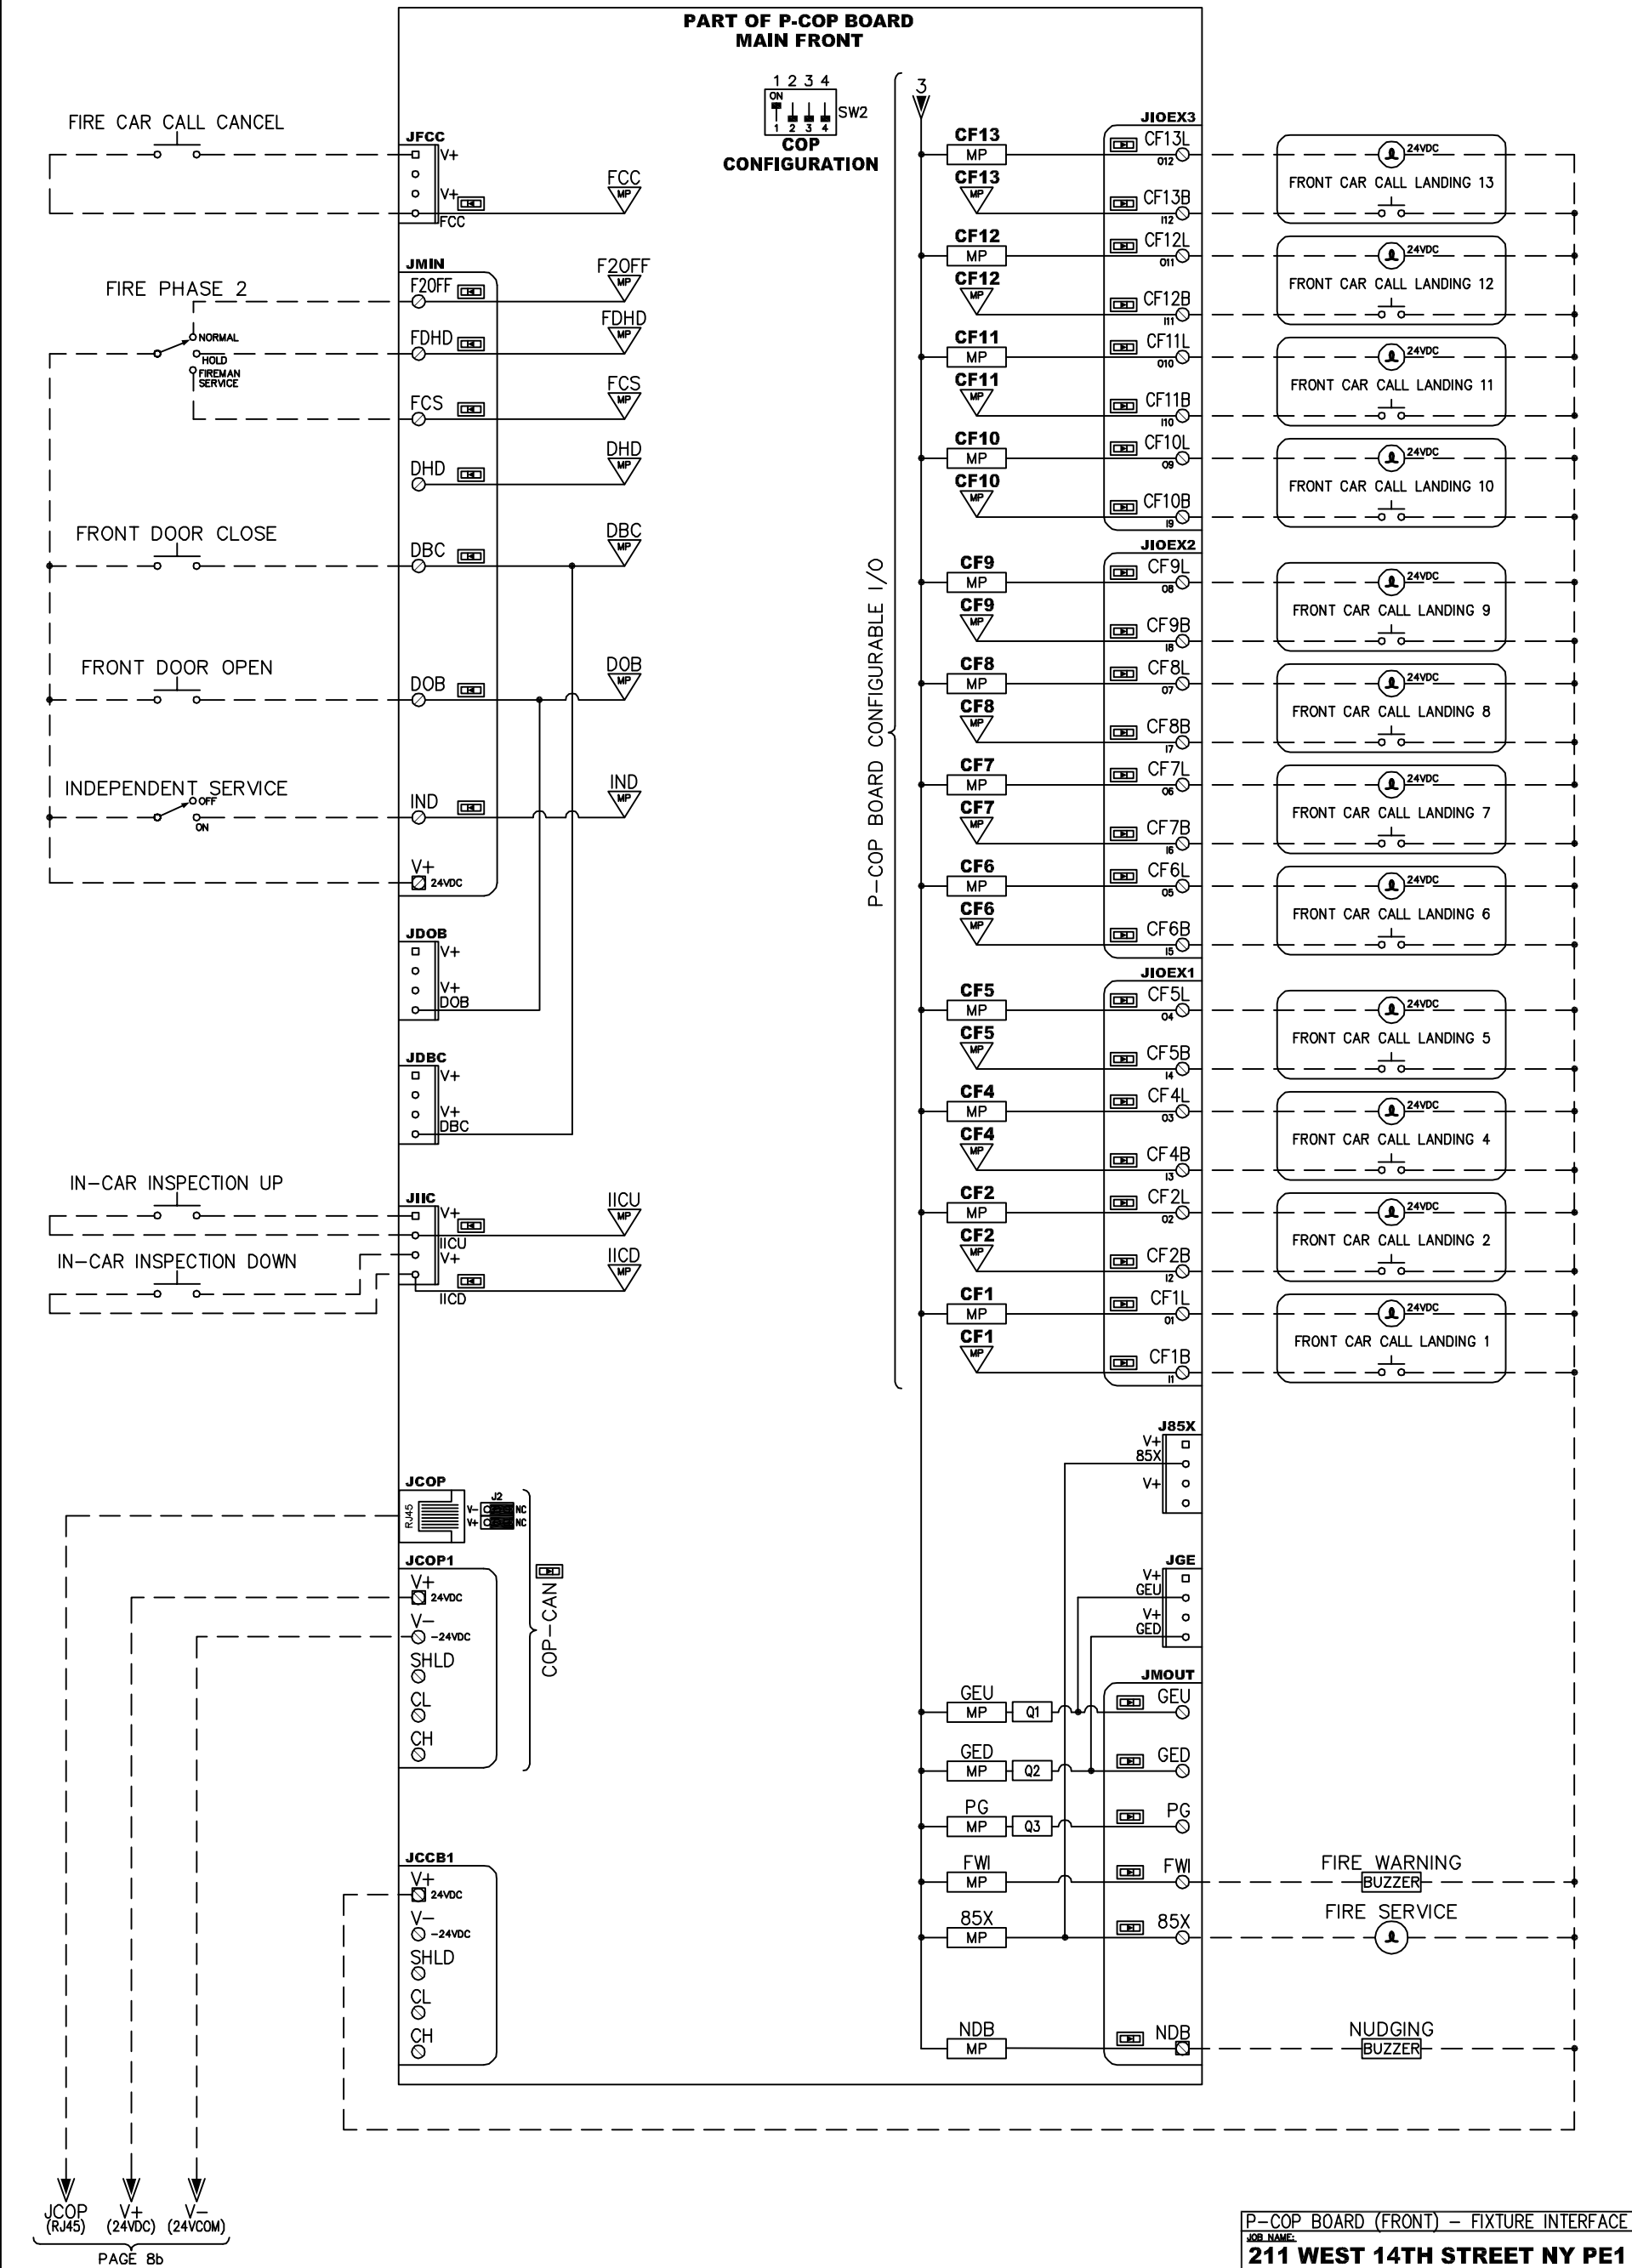 PART OF P-COP BOARD
MAIN FRONT
1 2 3 4
ON
1 2 3 4
SW2
COP
CONFIGURATION
FIRE CAR CALL CANCEL
JFCC
V+
V+
FCC
FCC
MP
FIRE PHASE 2
NORMAL
HOLD
FIREMAN
SERVICE
JMIN
F2OFF
F2OFF
MP
FDHD
FDHD
MP
FCS
FCS
MP
DHD
DHD
MP
FRONT DOOR CLOSE
DBC
DBC
MP
FRONT DOOR OPEN
DOB
DOB
MP
INDEPENDENT SERVICE
OFF
ON
IND
IND
MP
V+
24VDC
JDOB
V+
V+
DOB
JDBC
V+
V+
DBC
IN-CAR INSPECTION UP
IN-CAR INSPECTION DOWN
JIIC
V+
IICU
V+
IICD
IICU
MP
IICD
MP
JCOP
RJ45
J2
V- NC
V+ NC
JCOP1
V+
24VDC
V-
-24VDC
SHLD
CL
CH
COP-CAN
JCCB1
V+
24VDC
V-
-24VDC
SHLD
CL
CH
JCOP
(RJ45)
V+
(24VDC)
V-
(24VCOM)
PAGE 8b
P-COP BOARD CONFIGURABLE I/O
3
JIOEX3
CF13
MP
CF13L
O12
24VDC
FRONT CAR CALL LANDING 13
CF13
MP
CF13B
I12
CF12
MP
CF12L
O11
24VDC
FRONT CAR CALL LANDING 12
CF12
MP
CF12B
I11
CF11
MP
CF11L
O10
24VDC
FRONT CAR CALL LANDING 11
CF11
MP
CF11B
I10
CF10
MP
CF10L
O9
24VDC
FRONT CAR CALL LANDING 10
CF10
MP
CF10B
I9
JIOEX2
CF9
MP
CF9L
O8
24VDC
FRONT CAR CALL LANDING 9
CF9
MP
CF9B
I8
CF8
MP
CF8L
O7
24VDC
FRONT CAR CALL LANDING 8
CF8
MP
CF8B
I7
CF7
MP
CF7L
O6
24VDC
FRONT CAR CALL LANDING 7
CF7
MP
CF7B
I6
CF6
MP
CF6L
O5
24VDC
FRONT CAR CALL LANDING 6
CF6
MP
CF6B
I5
JIOEX1
CF5
MP
CF5L
O4
24VDC
FRONT CAR CALL LANDING 5
CF5
MP
CF5B
I4
CF4
MP
CF4L
O3
24VDC
FRONT CAR CALL LANDING 4
CF4
MP
CF4B
I3
CF2
MP
CF2L
O2
24VDC
FRONT CAR CALL LANDING 2
CF2
MP
CF2B
I2
CF1
MP
CF1L
O1
24VDC
FRONT CAR CALL LANDING 1
CF1
MP
CF1B
I1
J85X
V+
85X
V+
JGE
V+
GEU
V+
GED
JMOUT
GEU
MP
Q1
GEU
GED
MP
Q2
GED
PG
MP
Q3
PG
FWI
MP
FWI
FIRE WARNING
BUZZER
85X
MP
85X
FIRE SERVICE
NDB
MP
NDB
NUDGING
BUZZER
P-COP BOARD (FRONT) - FIXTURE INTERFACE
JOB NAME:
211 WEST 14TH STREET NY PE1